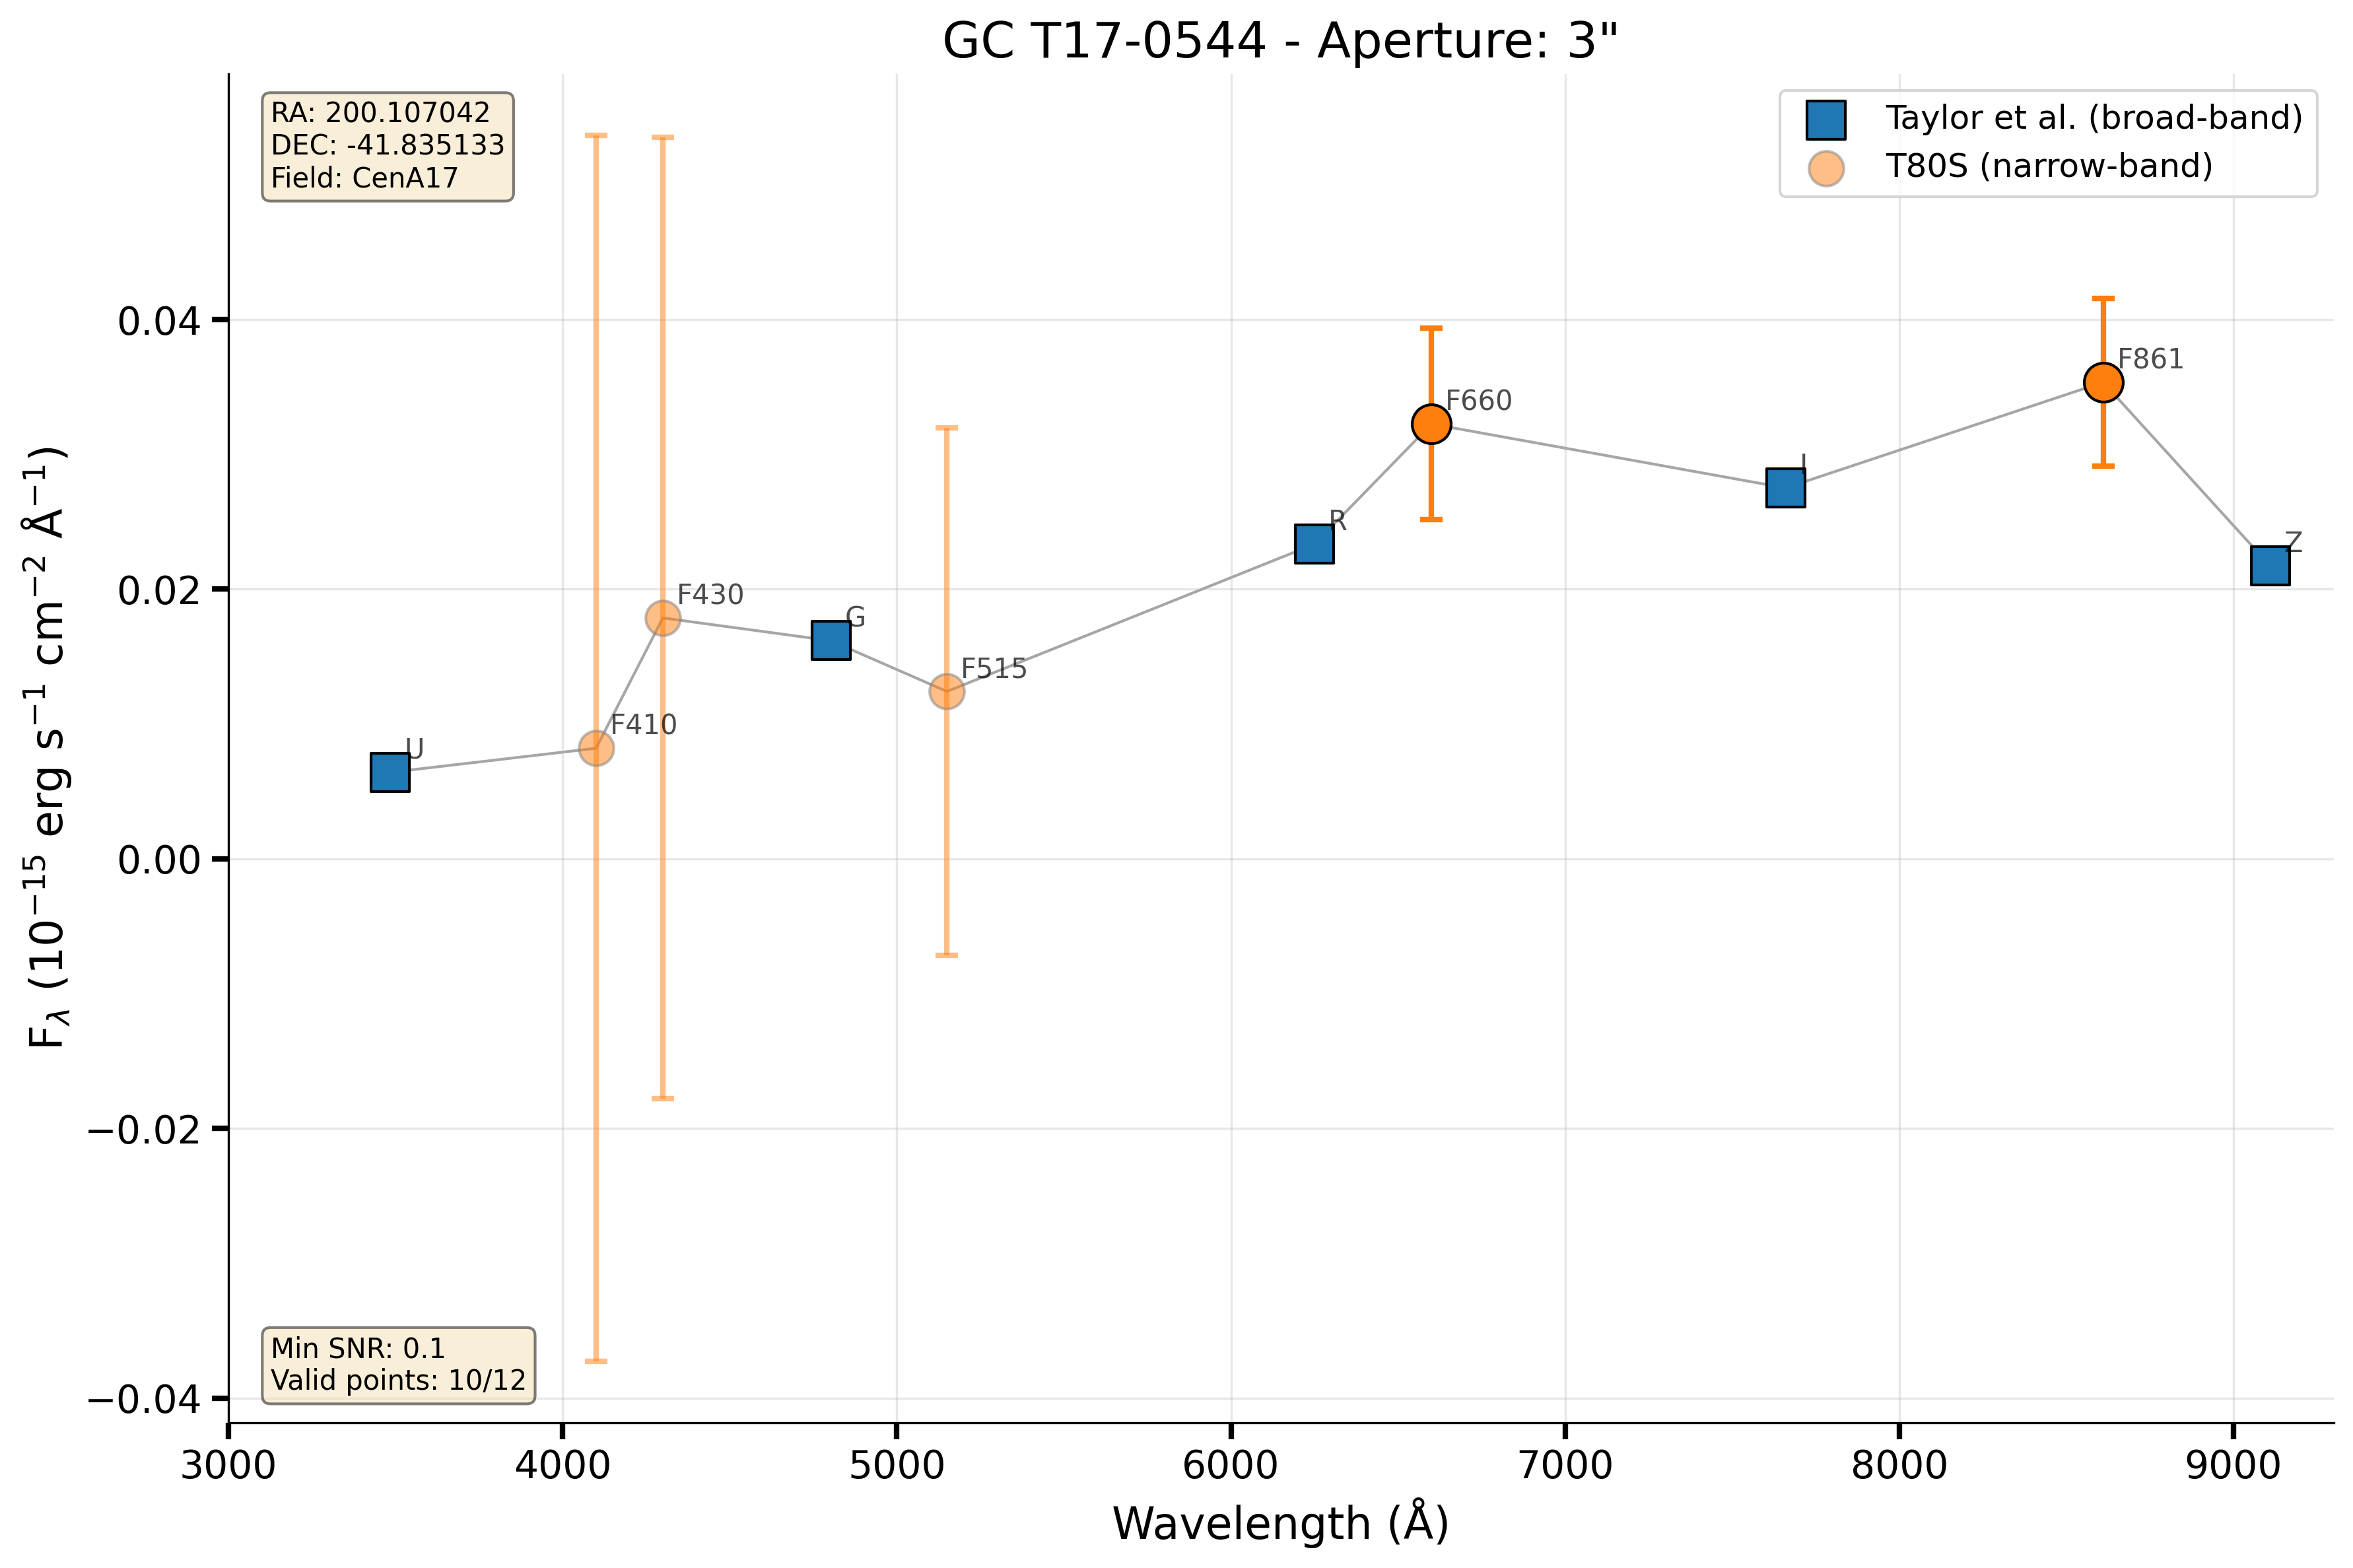 GC T17-0544 - Aperture: 3"
RA: 200.107042
DEC: -41.835133
Field: CenA17
Taylor et al. (broad-band)
T80S (narrow-band)
F861
F660
I
R
Z
F430
G
F515
F410
U
0.04
0.02
0.00
−0.02
−0.04
F$_λ$ (10⁻¹⁵ erg s⁻¹ cm⁻² Å⁻¹)
Min SNR: 0.1
Valid points: 10/12
3000 4000 5000 6000 7000 8000 9000
Wavelength (Å)